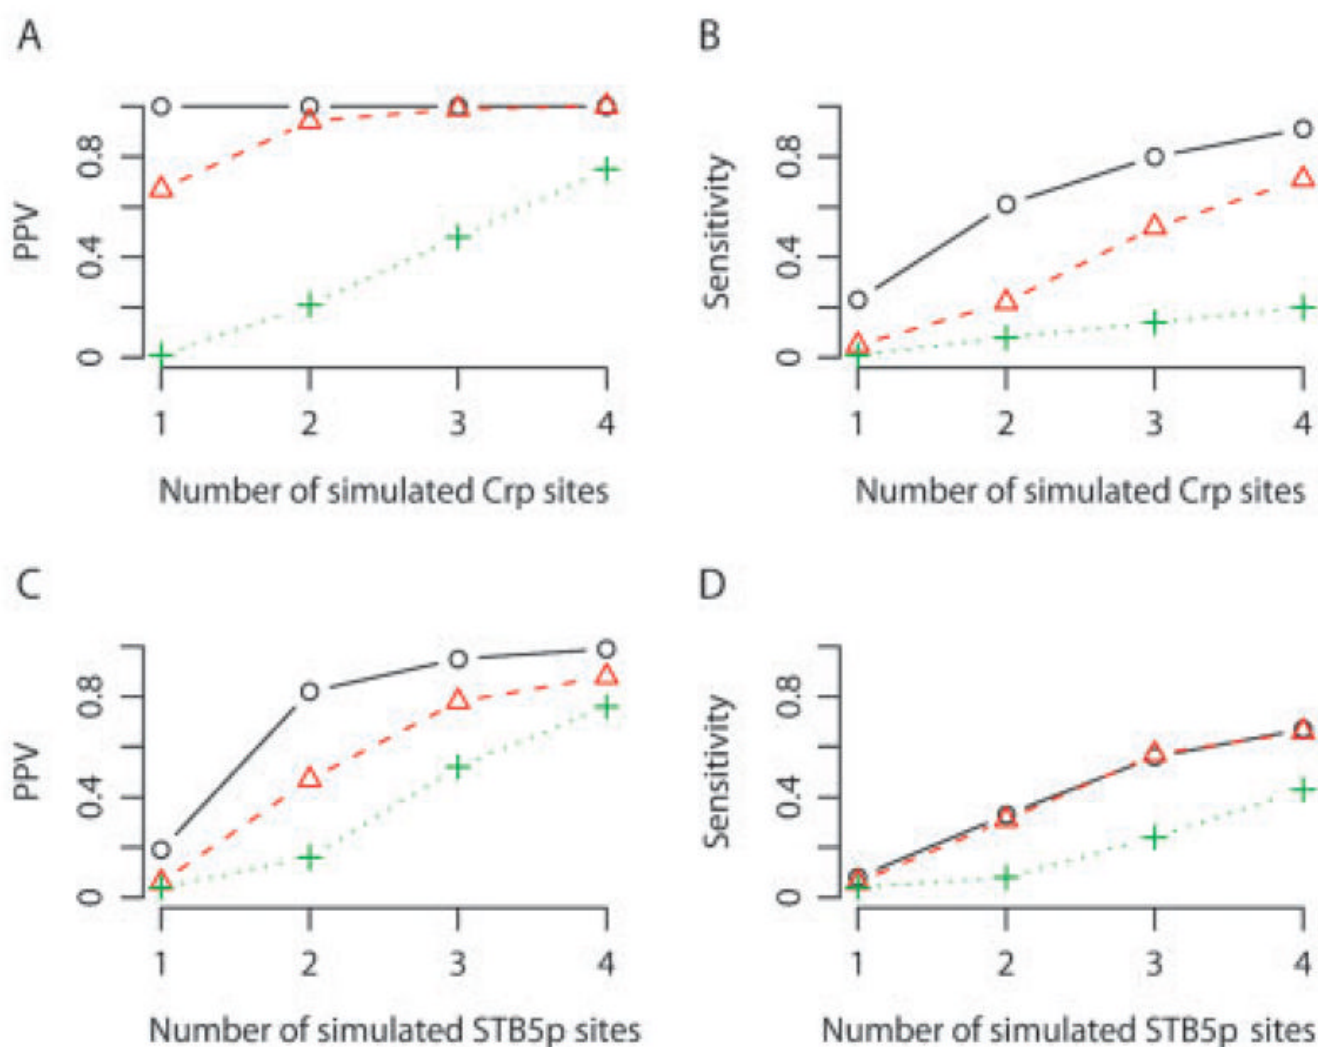 A
PPV
0.8
0.4
0
1 2 3 4
Number of simulated Crp sites
B
Sensitivity
0.8
0.4
0
1 2 3 4
Number of simulated Crp sites
C
PPV
0.8
0.4
0
1 2 3 4
Number of simulated STB5p sites
D
Sensitivity
0.8
0.4
0
1 2 3 4
Number of simulated STB5p sites